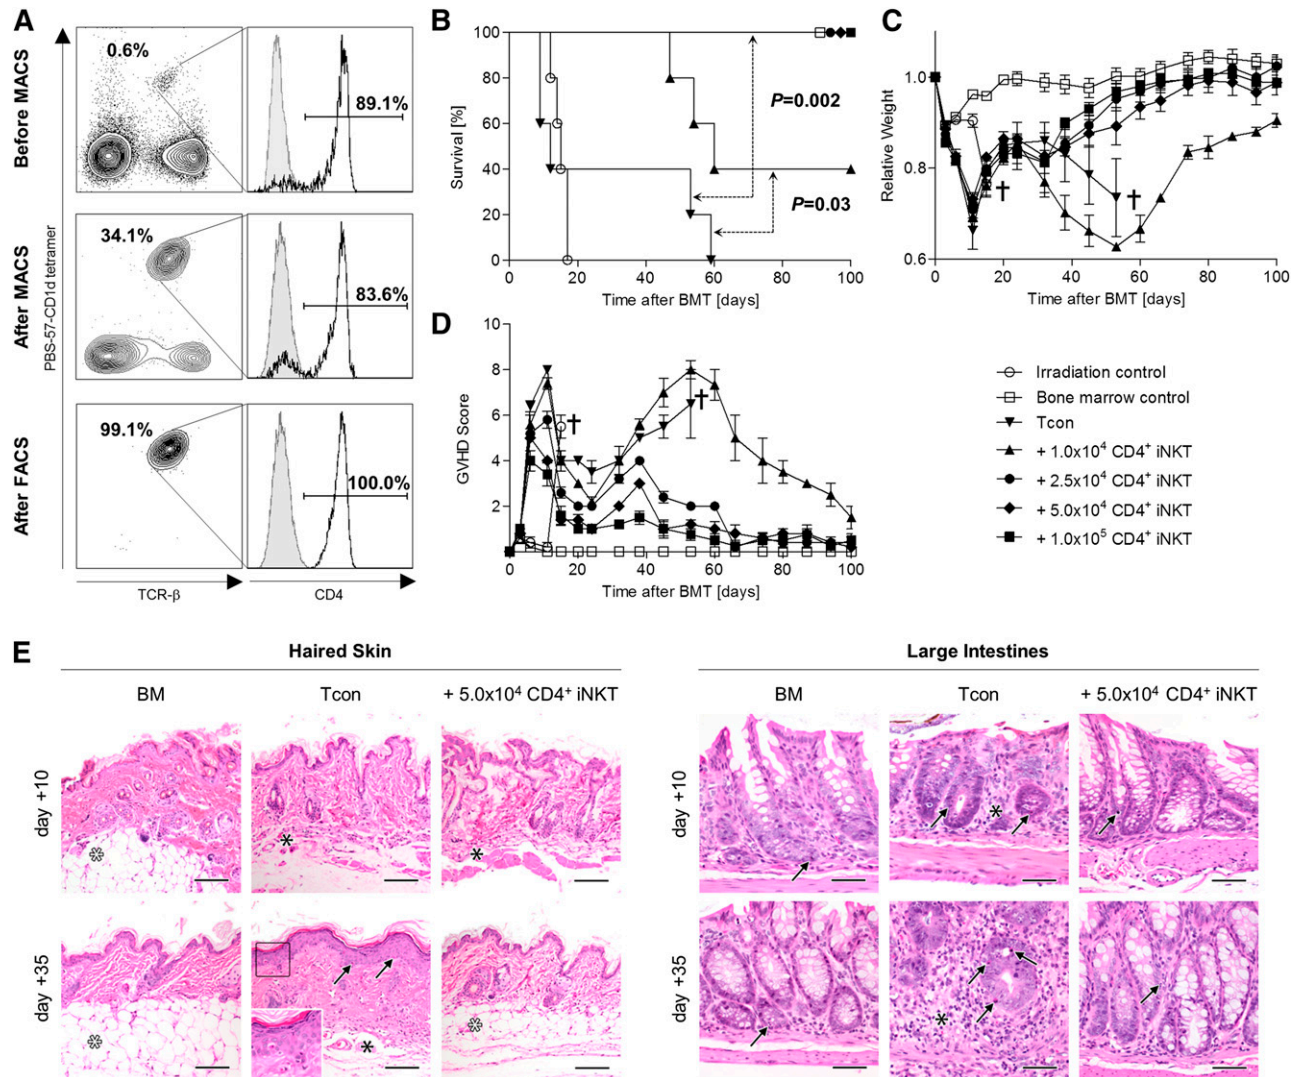 A
Before MACS
0.6%
89.1%
After MACS
34.1%
83.6%
After FACS
99.1%
100.0%
PBS-57-CD1d tetramer
TCR-β
CD4
B
Survival [%]
100
80
60
40
20
0
P=0.002
P=0.03
0 20 40 60 80 100
Time after BMT [days]
C
Relative Weight
1.0
0.8
0.6
†
†
0 20 40 60 80 100
Time after BMT [days]
D
GVHD Score
10
8
6
4
2
†
†
0 20 40 60 80 100
Time after BMT [days]
Irradiation control
Bone marrow control
Tcon
+ 1.0x10⁴ CD4⁺ iNKT
+ 2.5x10⁴ CD4⁺ iNKT
+ 5.0x10⁴ CD4⁺ iNKT
+ 1.0x10⁵ CD4⁺ iNKT
E
Haired Skin
BM Tcon + 5.0x10⁴ CD4⁺ iNKT
day +10
day +35
Large Intestines
BM Tcon + 5.0x10⁴ CD4⁺ iNKT
day +10
day +35